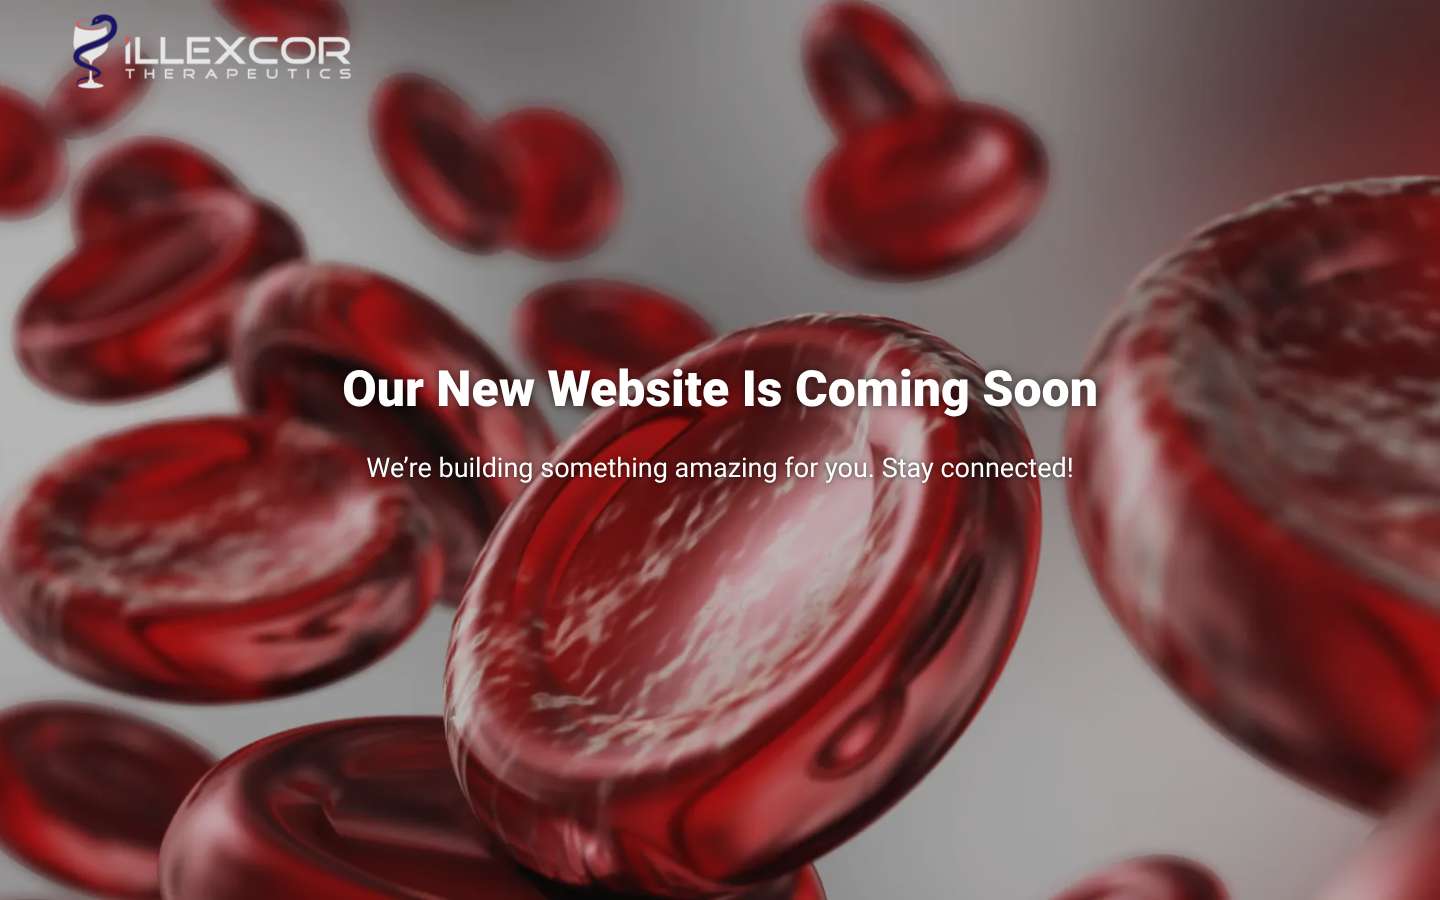 ILLEXCOR
THERAPEUTICS
Our New Website Is Coming Soon
We’re building something amazing for you. Stay connected!